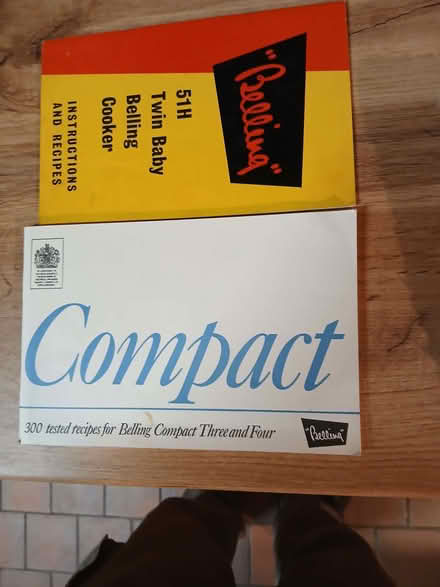 "Belling"
51H
Twin Baby
Belling
Cooker
INSTRUCTIONS
AND RECIPES
Compact
300 tested recipes for Belling Compact Three and Four
"Belling"